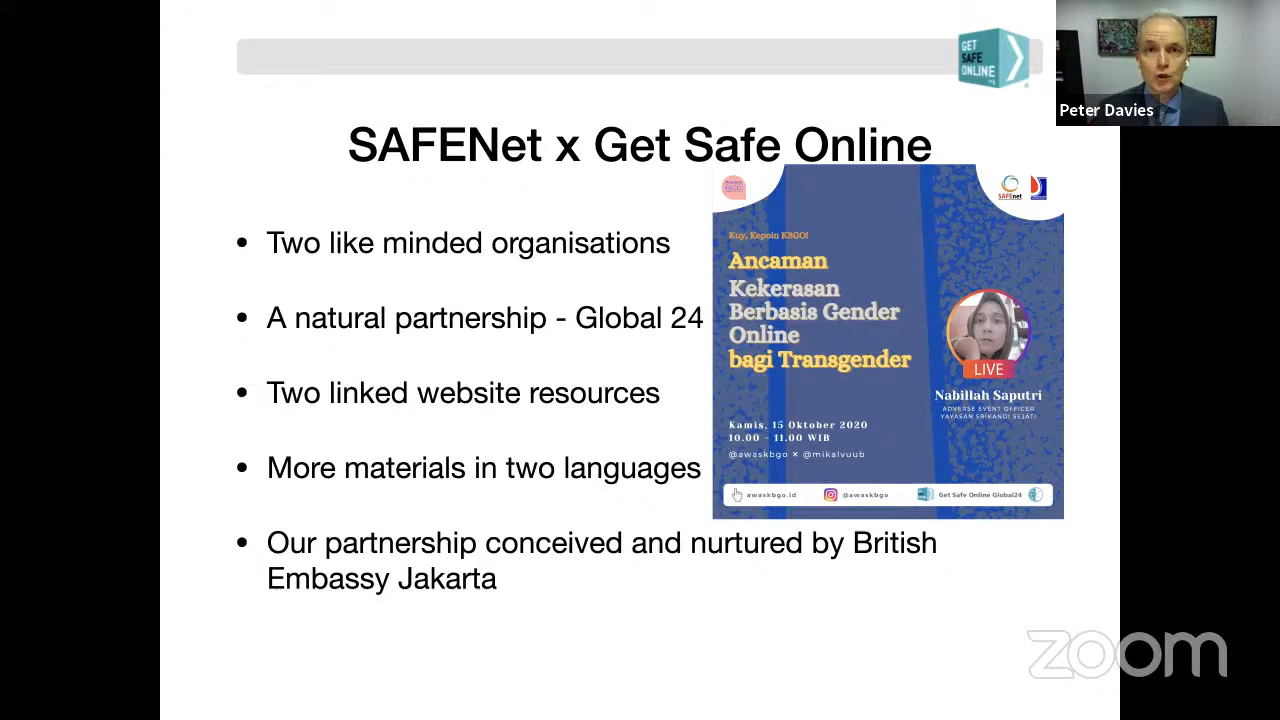 GET
SAFE
ONLINE
Peter Davies
SAFENet x Get Safe Online
• Two like minded organisations
• A natural partnership - Global 24
• Two linked website resources
• More materials in two languages
• Our partnership conceived and nurtured by British
Embassy Jakarta
AWAS
KBGO!
SAFEnet
Kuy, Kepoin KBGO!
Ancaman
Kekerasan
Berbasis Gender
Online
bagi Transgender
LIVE
Nabillah Saputri
ADVERSE EVENT OFFICER
YAYASAN SRIKANDI SEJATI
Kamis, 15 Oktober 2020
10.00 - 11.00 WIB
@awaskbgo × @mikalvuub
awaskbgo.id
@awaskbgo
Get Safe Online Global24
zoom